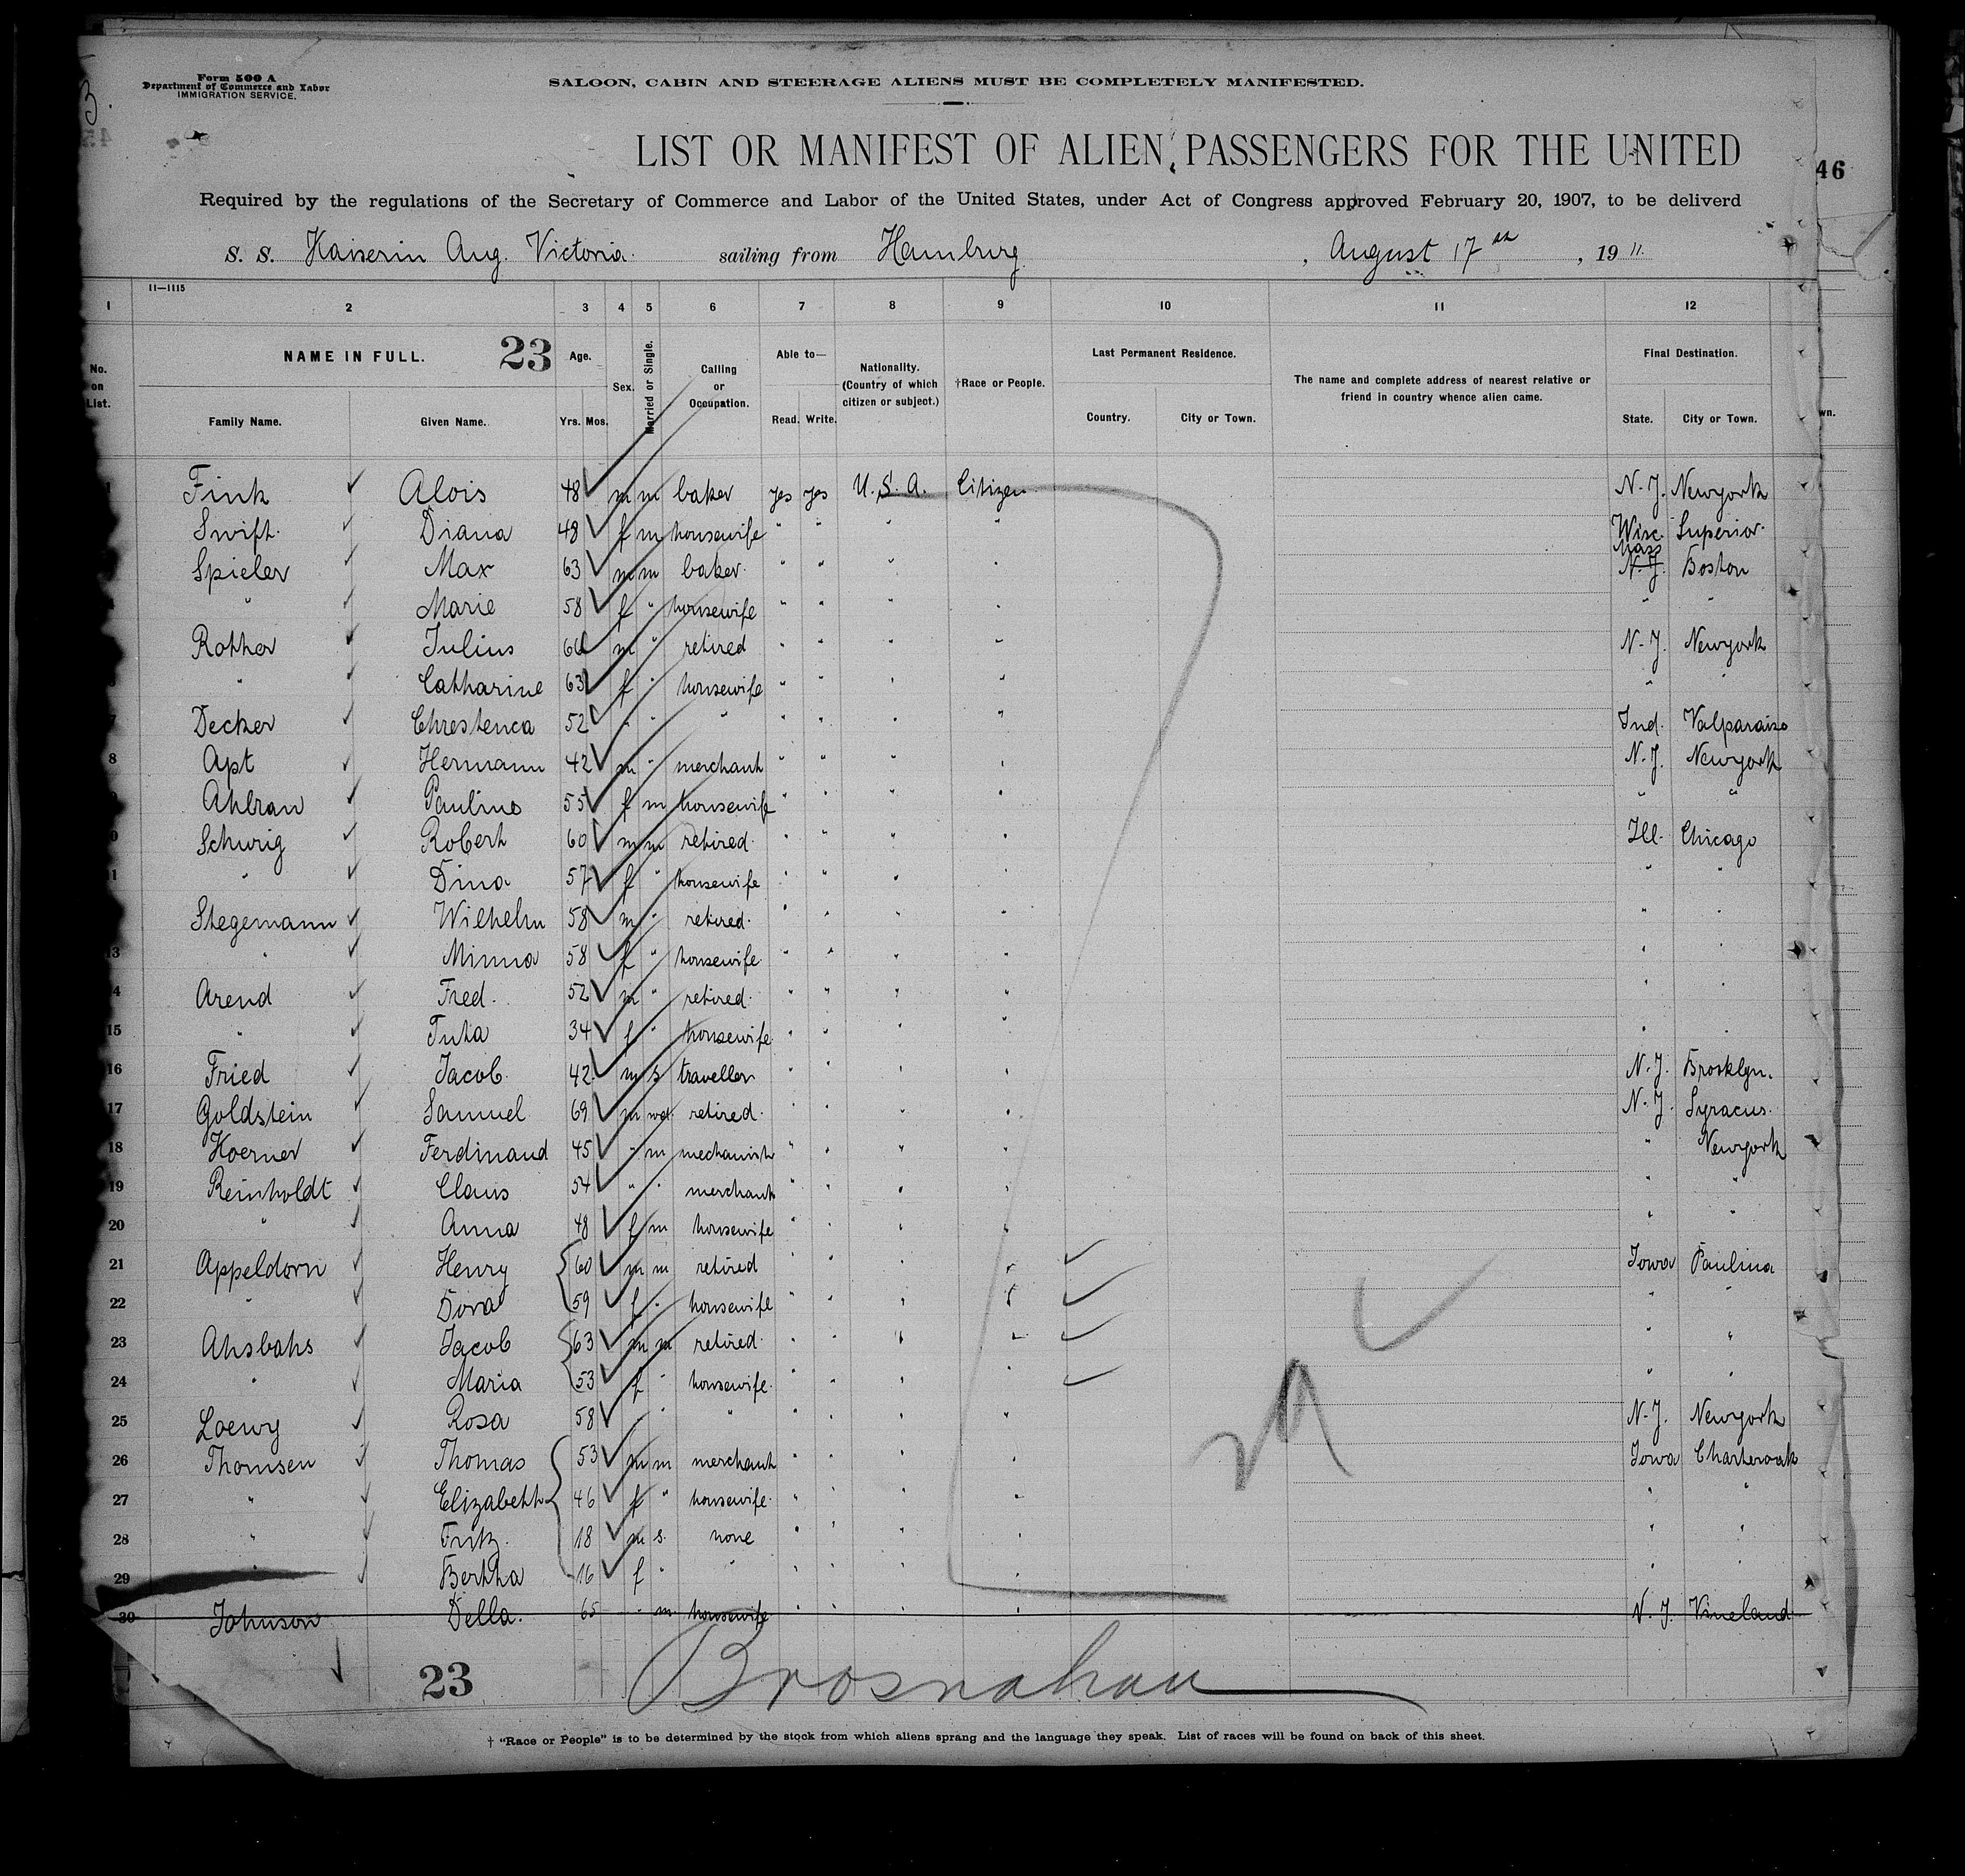 Form 500 A
Department of Commerce and Labor
IMMIGRATION SERVICE.
SALOON, CABIN AND STEERAGE ALIENS MUST BE COMPLETELY MANIFESTED.
LIST OR MANIFEST OF ALIEN PASSENGERS FOR THE UNITED
46
Required by the regulations of the Secretary of Commerce and Labor of the United States, under Act of Congress approved February 20, 1907, to be deliverd
S. S. Kaiserin Aug. Victoria. sailing from Hamburg, August 17th, 1911.
11—1115
1 2 3 4 5 6 7 8 9 10 11 12
No. on List. NAME IN FULL. 23 Age. Sex. Married or Single. Calling or Occupation. Able to— Nationality. (Country of which citizen or subject.) †Race or People. Last Permanent Residence. The name and complete address of nearest relative or friend in country whence alien came. Final Destination.
Family Name. Given Name. Yrs. Mos. Read. Write. Country. City or Town. State. City or Town. wn.
Fink Alois 48 m m baker yes yes U. S. A. Citizen N. J. Newyork
Swift. Diana 48 f m housewife " " " " Wisc. Superior
Spieler Max 63 m m baker. " " " " Mass N. J. Boston
" Marie 58 f " housewife " " " " " "
Rother Julius m " retired " " " " N. J. Newyork
" Catharine 63 f " housewife " " " " " "
7 Decker Chrestenca 52 " " " " " " " Ind. Valparaiso
8 Apt Hermann 42 m " merchant " " " " N. J. Newyork
Ahlran Pauline 55 f m housewife " " " " " "
Schurig Robert 60 m m retired. " " " " Ill. Chicago
" Dina 57 f " housewife " " " " " "
Stegemann Wilhelm 58 m " retired. " " " " " "
13 " Minna 58 f " housewife. " " " " " "
4 Arend Fred. 52 m " retired. " " " " " "
15 " Tuta 34 f " housewife " " " " " "
16 Fried Jacob 42 m s traveller " " " " N. J. Brooklyn.
17 Goldstein Samuel 69 m wd. retired. " " " " N. J. Syracus.
18 Hoerner Ferdinand 45 " m mechanist " " " " " Newyork
19 Reinholdt Claus 54 " " merchant " " " " " "
20 " Anna 48 f m housewife " " " " " "
21 Appeldorn Henry 60 m m retired " " " " Iowa Paulina
22 " Dora 59 f " housewife " " " " " "
23 Ahsbahs Jacob 63 m m retired. " " " " " "
24 " Maria 53 f " housewife. " " " " " "
25 Loewy Rosa 58 " " " " " " " N. J. Newyork
26 Thomsen Thomas 53 m m merchant " " " " Iowa Charteroak
27 " Elizabeth 46 f " housewife. " " " " " "
28 " Fritz. 18 m s. none " " " " " "
29 " Bertha 16 f " " " " " " " "
30 Johnson Della. 65 " m housewife " " " " N. J. Vineland
23 Brosnahan
† "Race or People" is to be determined by the stock from which aliens sprang and the language they speak. List of races will be found on back of this sheet.